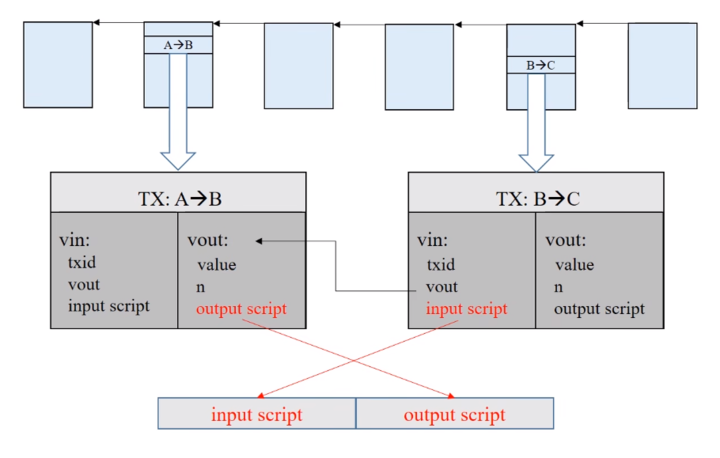 A→B
B→C
TX: A→B
TX: B→C
vin:
txid
vout
input script
vout:
value
n
output script
vin:
txid
vout
input script
vout:
value
n
output script
input script
output script